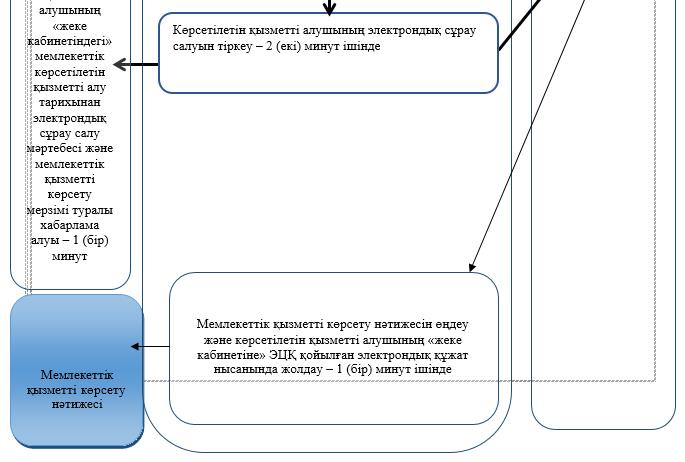 алушының
«жеке
кабинетіндегі»
мемлекеттік
көрсетілетін
қызметті алу
тарихынан
электрондық
сұрау салу
мәртебесі және
мемлекеттік
қызметті
көрсету
мерзімі туралы
хабарлама
алуы – 1 (бір)
минут
Көрсетілетін қызметті алушының электрондық сұрау
салуын тіркеу – 2 (екі) минут ішінде
Мемлекеттік қызметті көрсету нәтижесін өңдеу
және көрсетілетін қызметті алушының «жеке
кабинетіне» ЭЦҚ қойылған электрондық құжат
нысанында жолдау – 1 (бір) минут ішінде
Мемлекеттік
қызметті көрсету
нәтижесі